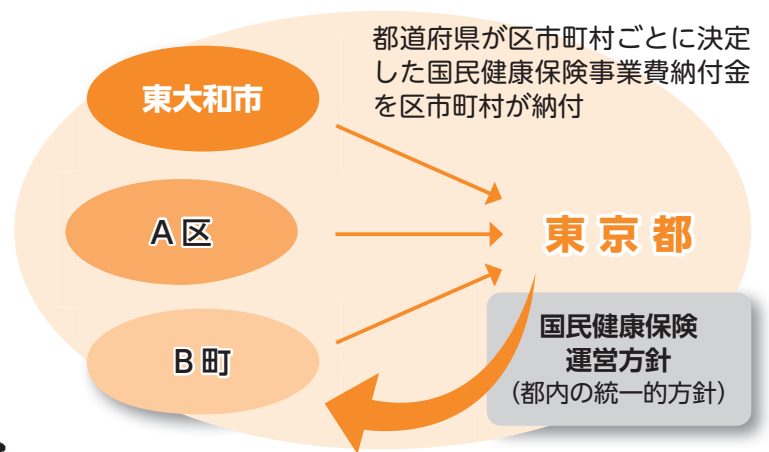 都道府県が区市町村ごとに決定
した国民健康保険事業費納付金
を区市町村が納付
東大和市
A区
東京都
B町
国民健康保険
運営方針
(都内の統一的方針)